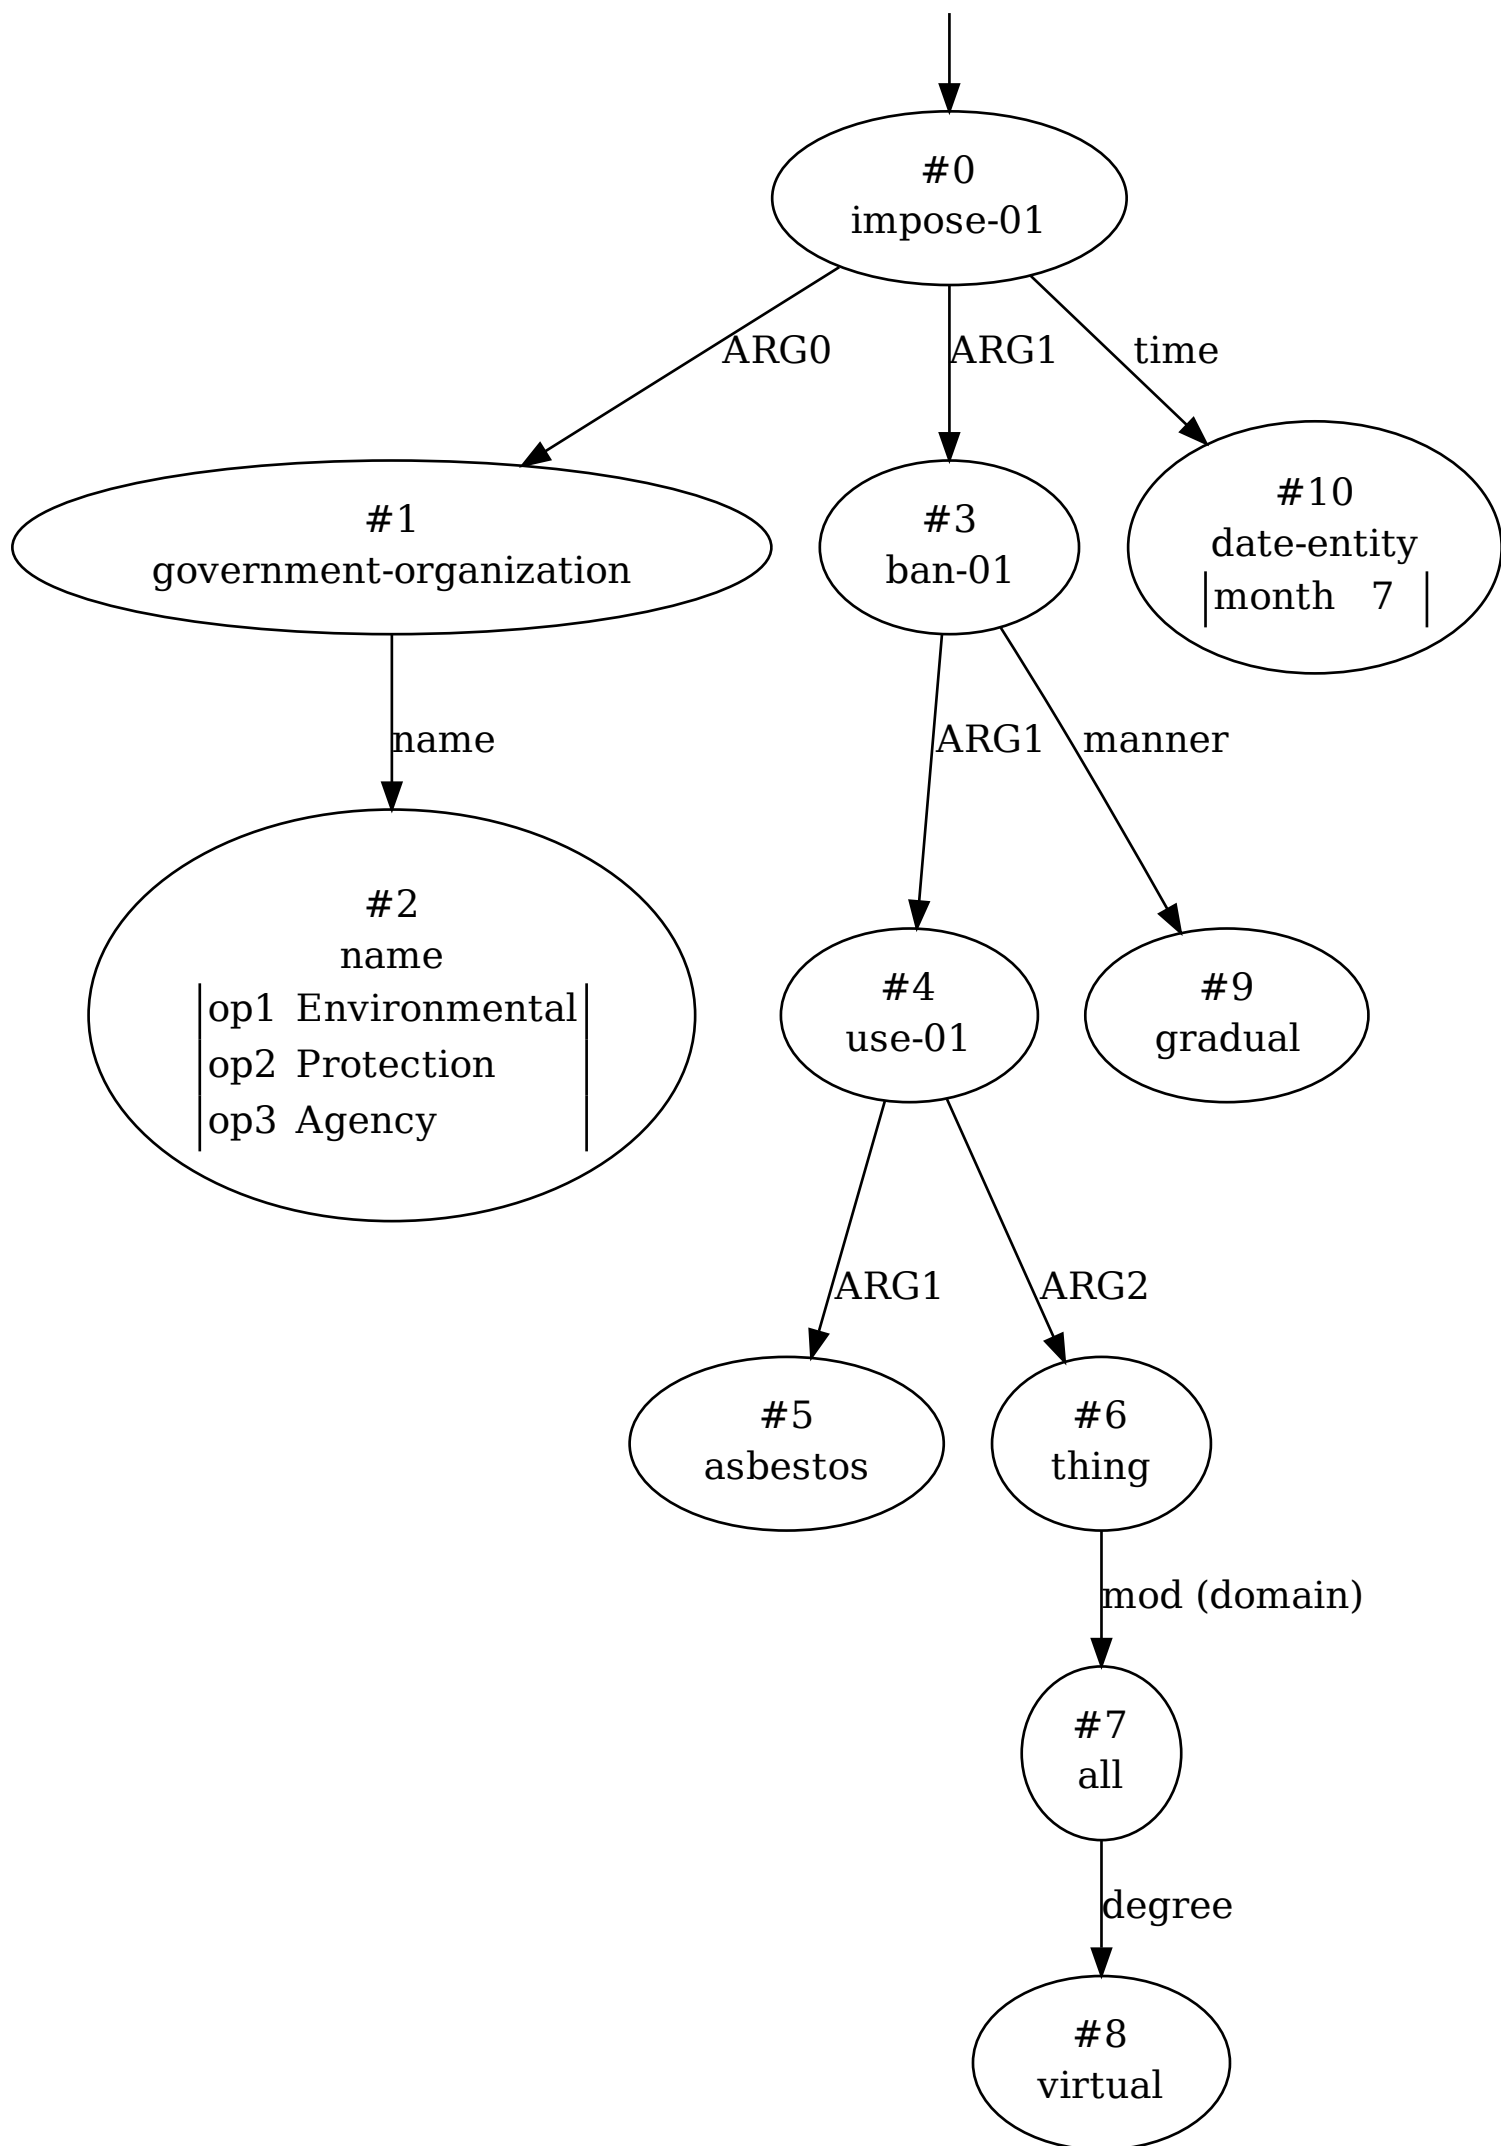 #0
impose-01
ARG0
ARG1
time
#1
government-organization
#3
ban-01
#10
date-entity
month 7
name
ARG1
manner
#2
name
op1 Environmental
op2 Protection
op3 Agency
#4
use-01
#9
gradual
ARG1
ARG2
#5
asbestos
#6
thing
mod (domain)
#7
all
degree
#8
virtual